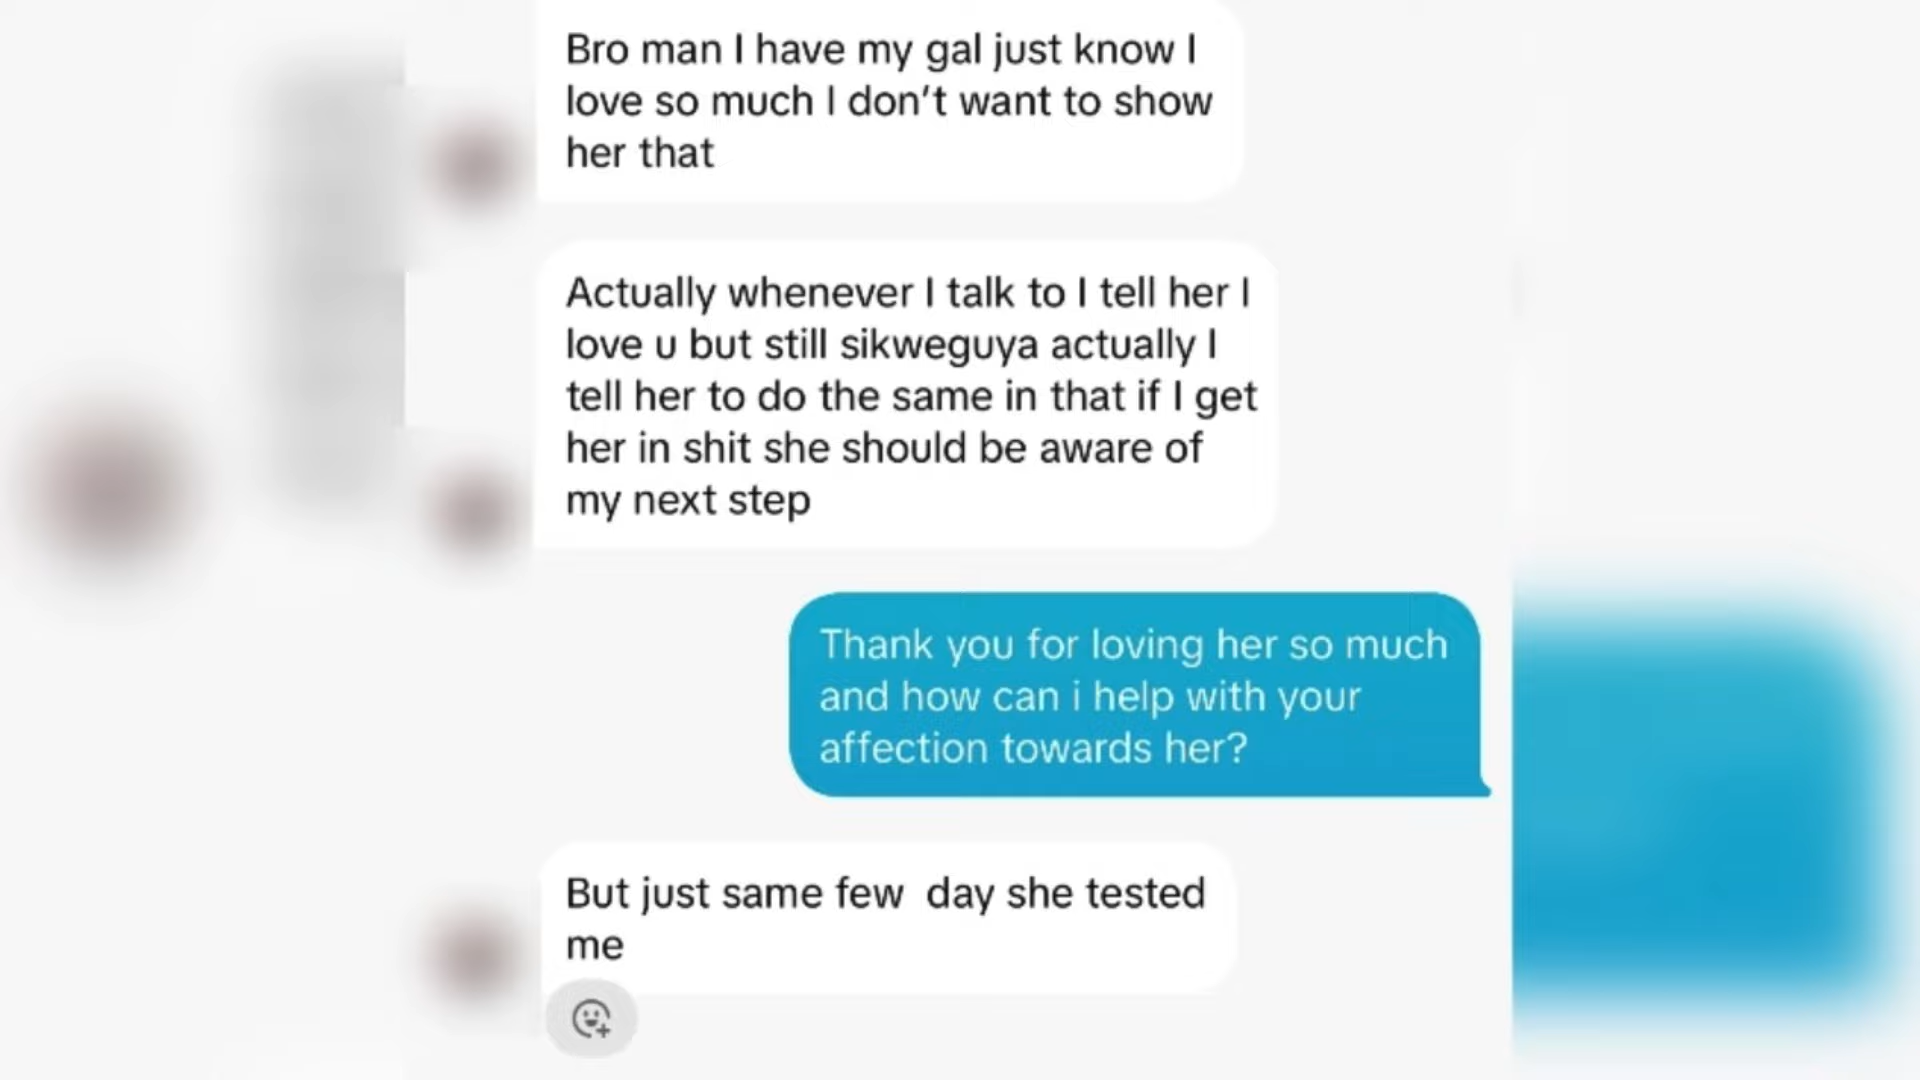 Bro man I have my gal just know I
love so much I don't want to show
her that
Actually whenever I talk to I tell her I
love u but still sikweguya actually I
tell her to do the same in that if I get
her in shit she should be aware of
my next step
Thank you for loving her so much
and how can i help with your
affection towards her?
But just same few  day she tested
me